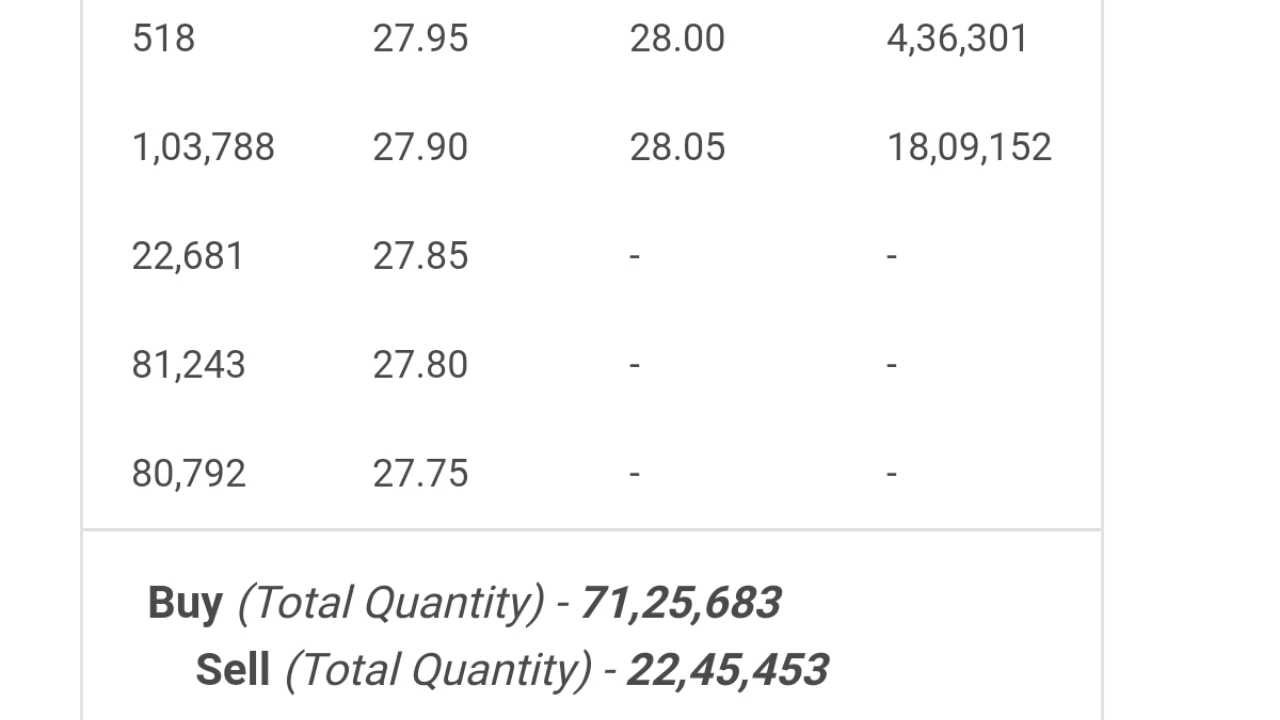 518 27.95 28.00 4,36,301
1,03,788 27.90 28.05 18,09,152
22,681 27.85 - -
81,243 27.80 - -
80,792 27.75 - -
Buy (Total Quantity) - 71,25,683
Sell (Total Quantity) - 22,45,453